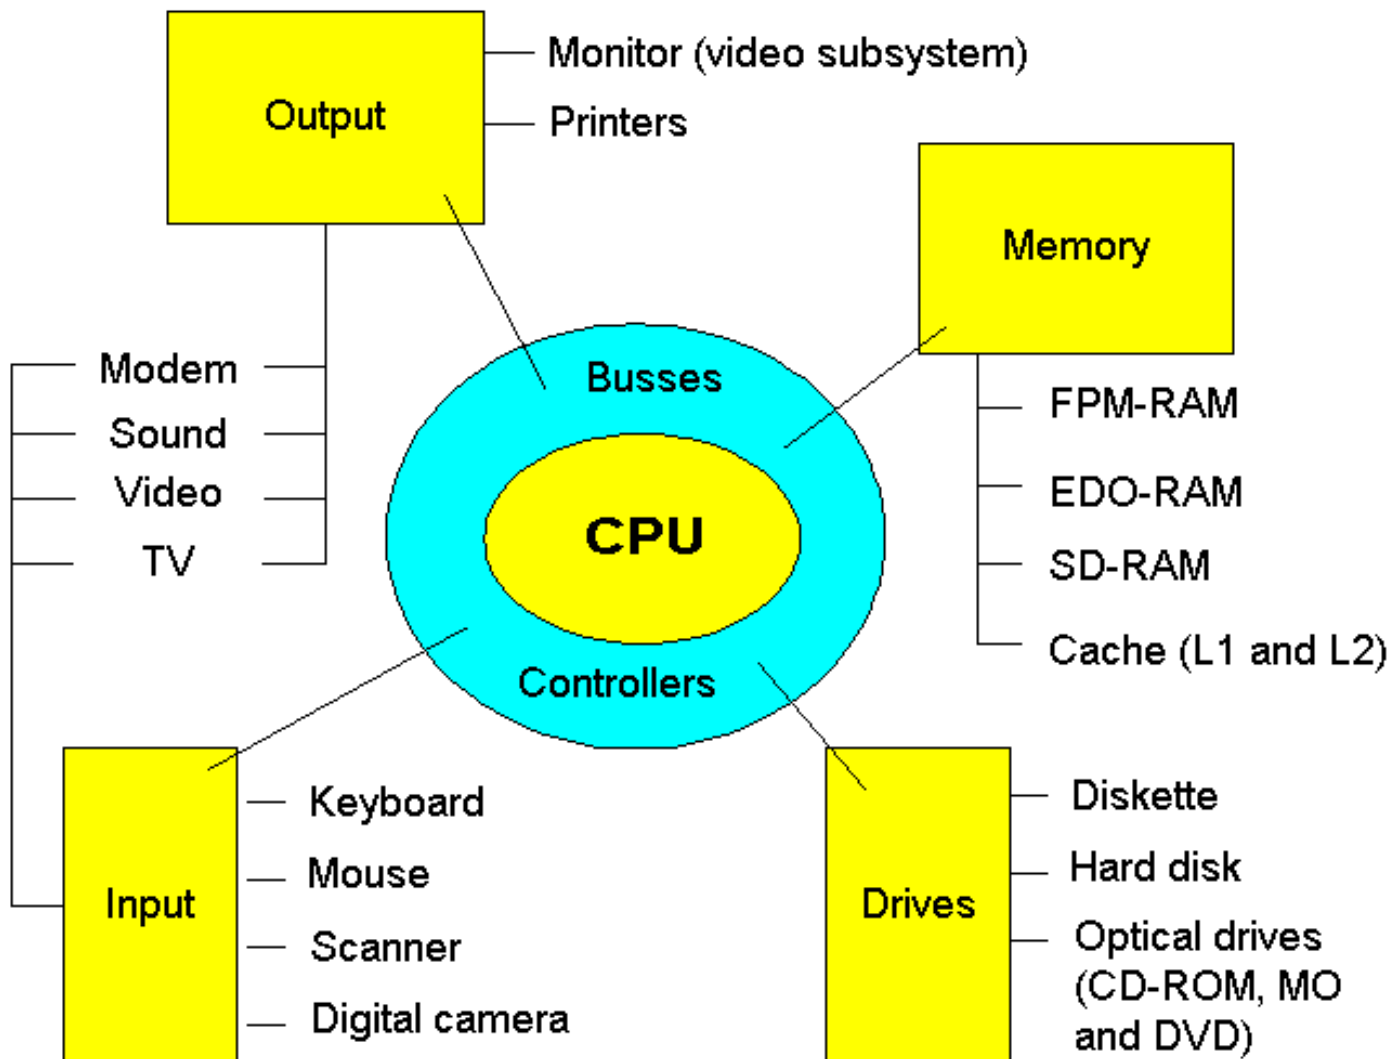 Output
Monitor (video subsystem)
Printers
Memory
FPM-RAM
EDO-RAM
SD-RAM
Cache (L1 and L2)
Modem
Sound
Video
TV
Busses
CPU
Controllers
Input
Keyboard
Mouse
Scanner
Digital camera
Drives
Diskette
Hard disk
Optical drives
(CD-ROM, MO
and DVD)